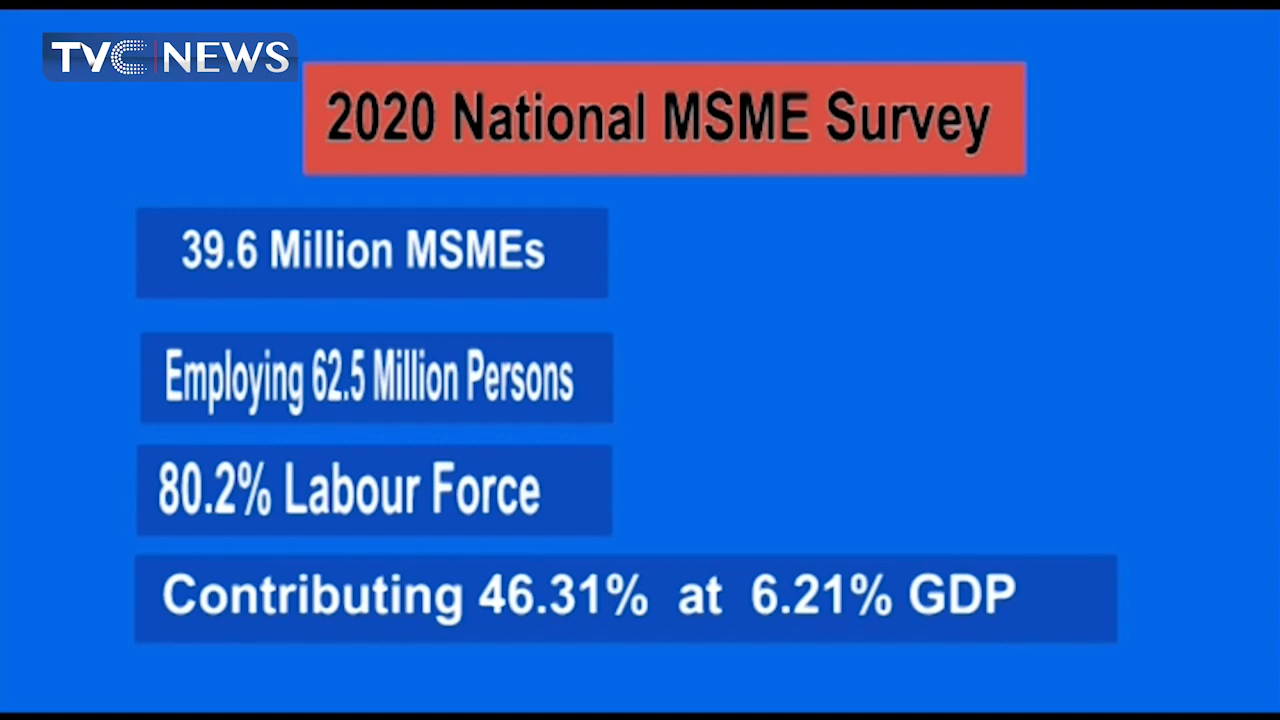 TVC NEWS
2020 National MSME Survey
39.6 Million MSMEs
Employing 62.5 Million Persons
80.2% Labour Force
Contributing 46.31% at 6.21% GDP